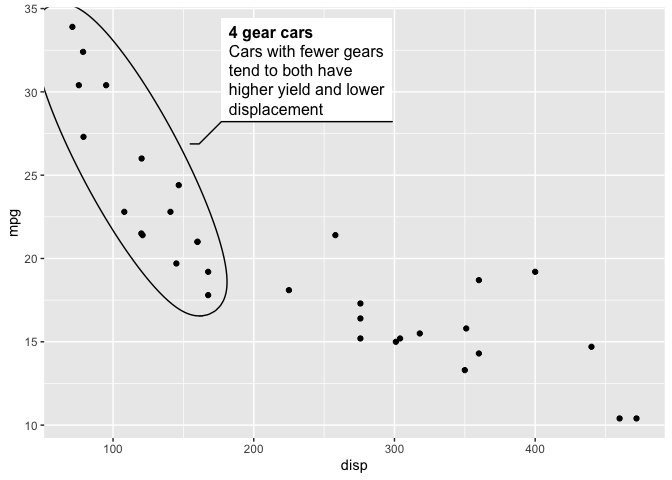 35
30
25
20
15
10
mpg
4 gear cars
Cars with fewer gears
tend to both have
higher yield and lower
displacement
100
200
300
400
disp